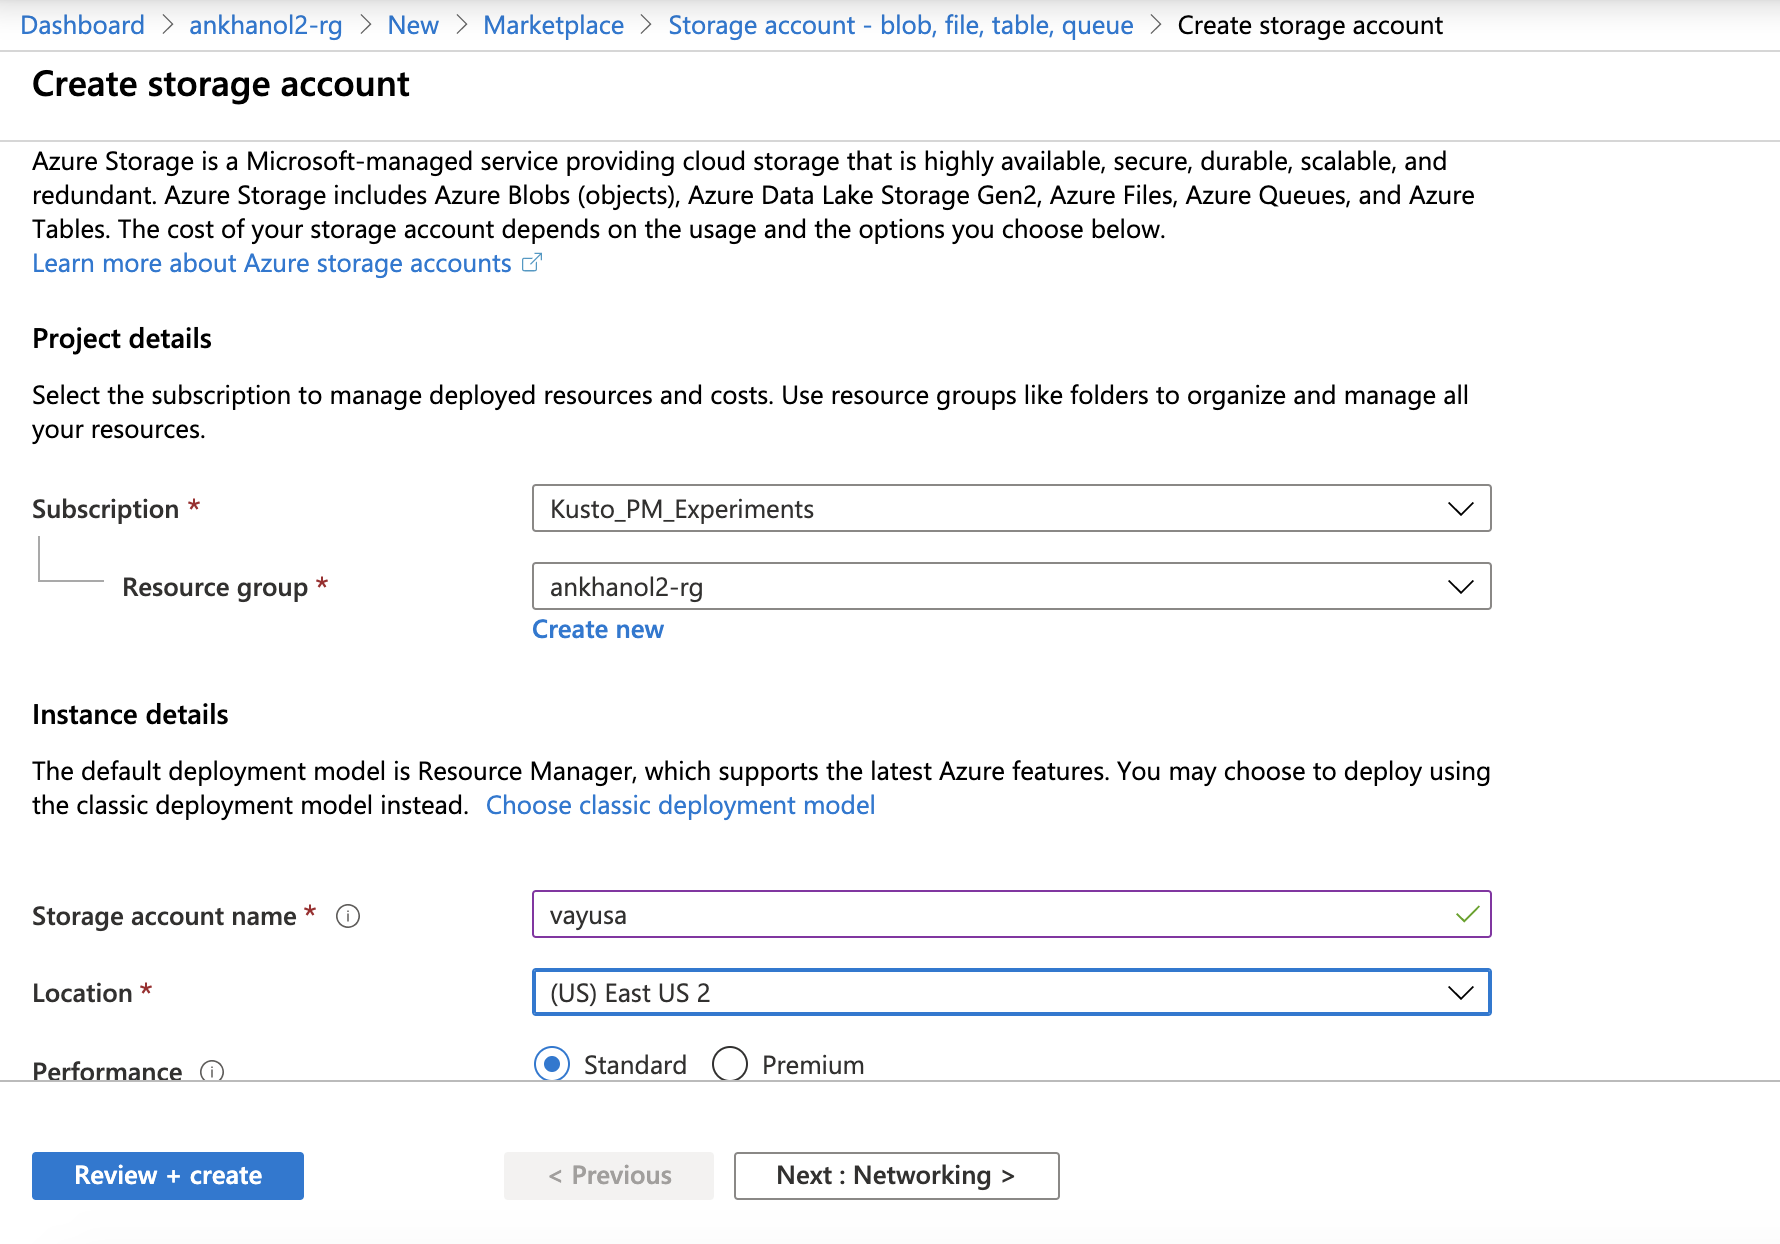 Dashboard > ankhanol2-rg > New > Marketplace > Storage account - blob, file, table, queue > Create storage account
Create storage account
Azure Storage is a Microsoft-managed service providing cloud storage that is highly available, secure, durable, scalable, and
redundant. Azure Storage includes Azure Blobs (objects), Azure Data Lake Storage Gen2, Azure Files, Azure Queues, and Azure
Tables. The cost of your storage account depends on the usage and the options you choose below.
Learn more about Azure storage accounts
Project details
Select the subscription to manage deployed resources and costs. Use resource groups like folders to organize and manage all
your resources.
Subscription * Kusto_PM_Experiments
Resource group * ankhanol2-rg
Create new
Instance details
The default deployment model is Resource Manager, which supports the latest Azure features. You may choose to deploy using
the classic deployment model instead. Choose classic deployment model
Storage account name * vayusa
Location * (US) East US 2
Performance Standard Premium
Review + create < Previous Next : Networking >